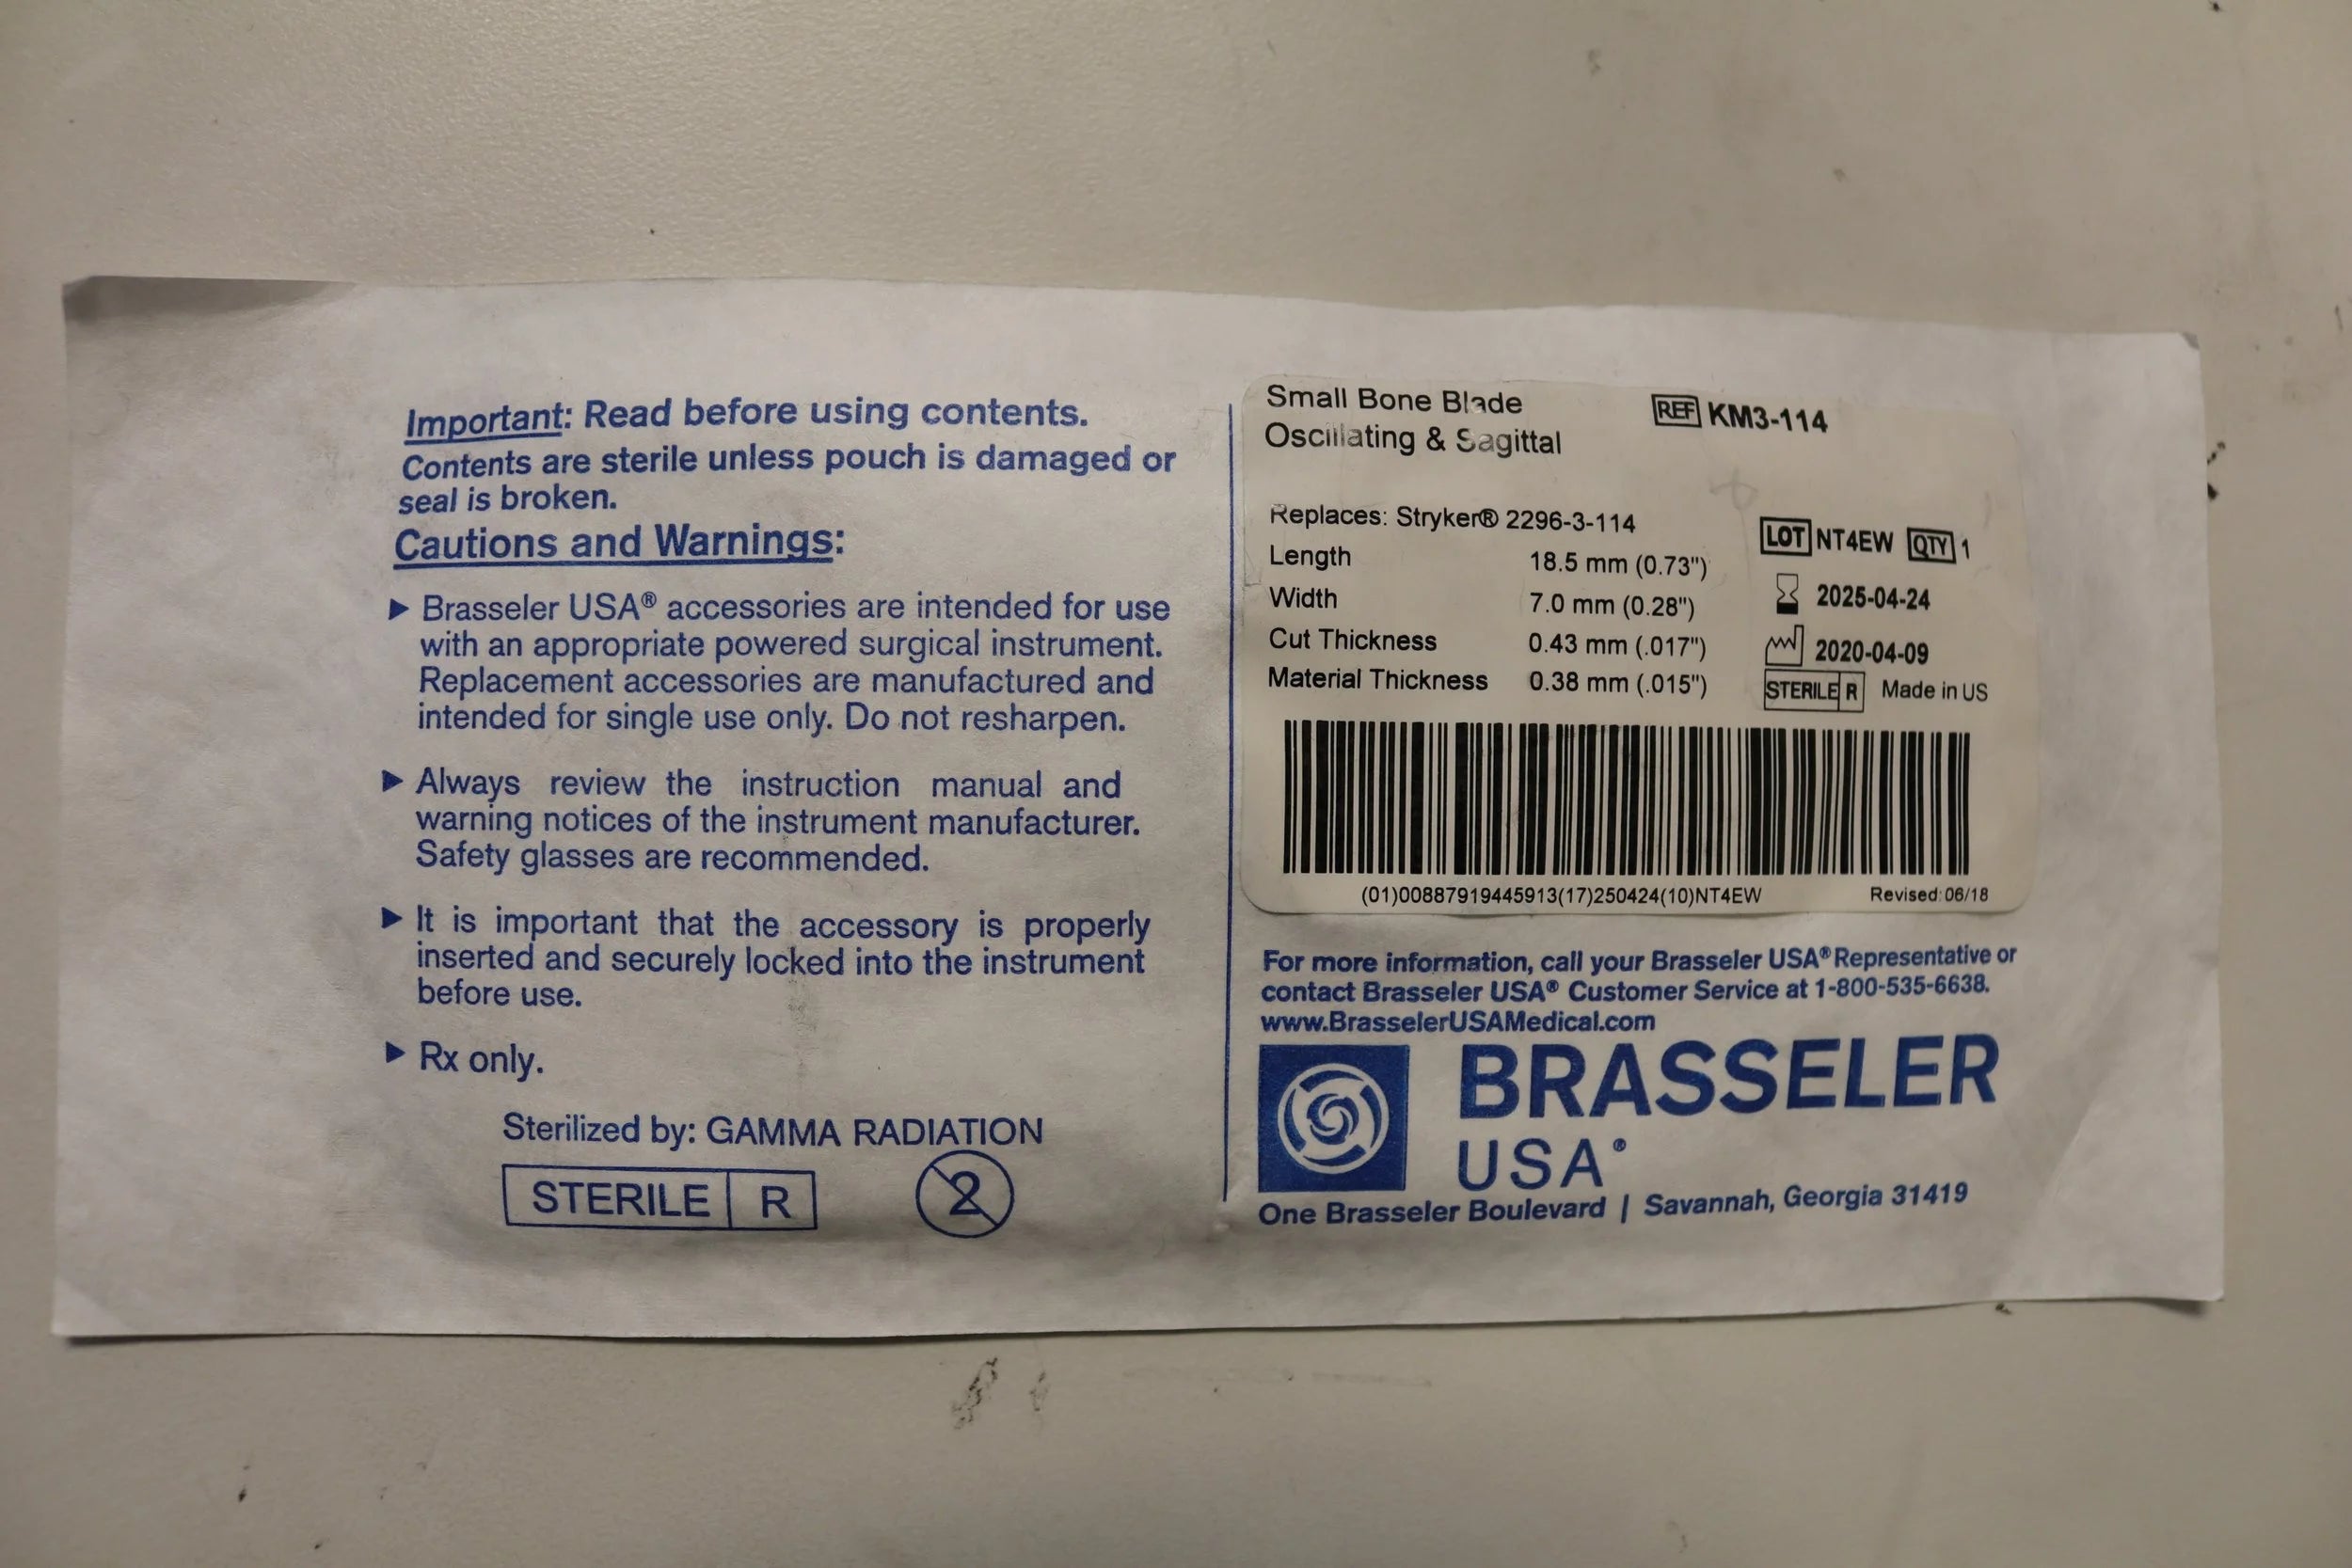 Important: Read before using contents.
Contents are sterile unless pouch is damaged or
seal is broken.
Cautions and Warnings:
▶ Brasseler USA® accessories are intended for use
with an appropriate powered surgical instrument.
Replacement accessories are manufactured and
intended for single use only. Do not resharpen.
▶ Always review the instruction manual and
warning notices of the instrument manufacturer.
Safety glasses are recommended.
▶ It is important that the accessory is properly
inserted and securely locked into the instrument
before use.
▶ Rx only.
Sterilized by: GAMMA RADIATION
STERILE R 2
Small Bone Blade
Oscillating & Sagittal
REF KM3-114
Replaces: Stryker® 2296-3-114
Length 18.5 mm (0.73")
Width 7.0 mm (0.28")
Cut Thickness 0.43 mm (.017")
Material Thickness 0.38 mm (.015")
LOT NT4EW QTY 1
2025-04-24
2020-04-09
STERILE R Made in US
(01)00887919445913(17)250424(10)NT4EW Revised: 06/18
For more information, call your Brasseler USA® Representative or
contact Brasseler USA® Customer Service at 1-800-535-6638.
www.BrasselerUSAMedical.com
BRASSELER
USA®
One Brasseler Boulevard | Savannah, Georgia 31419